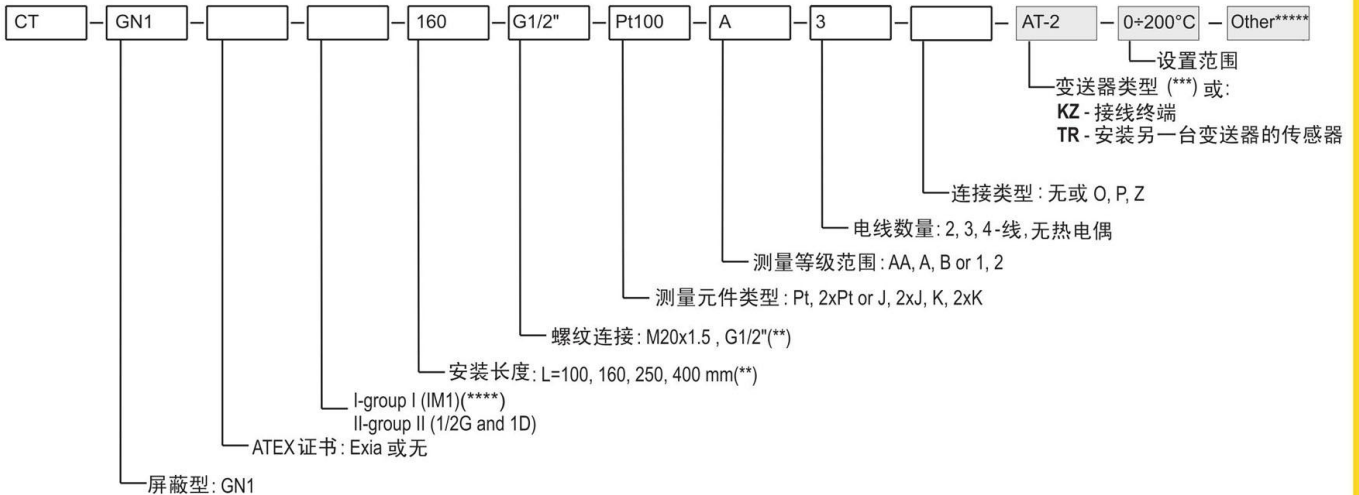 CT – GN1 – – – 160 – G1/2" – Pt100 – A – 3 – – AT-2 – 0÷200°C – Other*****
设置范围
变送器类型 (***) 或:
KZ - 接线终端
TR - 安装另一台变送器的传感器
连接类型 : 无或 O, P, Z
电线数量: 2, 3, 4-线, 无热电偶
测量等级范围 : AA, A, B or 1, 2
测量元件类型 : Pt, 2xPt or J, 2xJ, K, 2xK
螺纹连接 : M20x1.5 , G1/2"(**)
安装长度: L=100, 160, 250, 400 mm(**)
I-group I (IM1)(****)
II-group II (1/2G and 1D)
ATEX 证书 : Exia 或无
屏蔽型: GN1